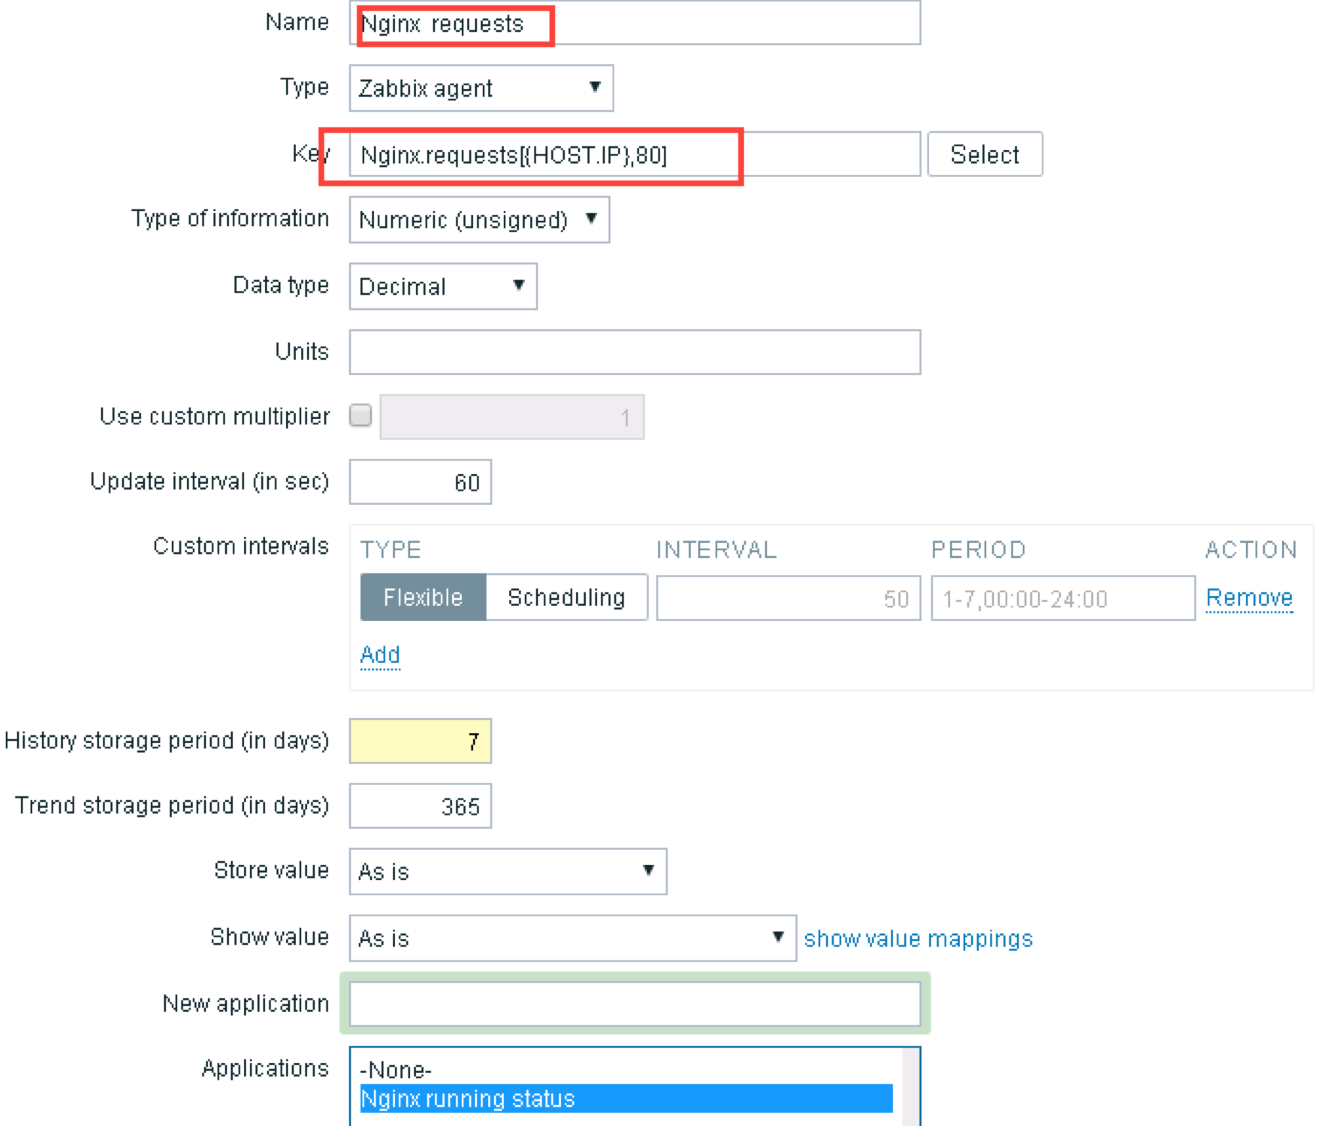 Name Nginx requests
Type Zabbix agent
Key Nginx.requests[{HOST.IP},80] Select
Type of information Numeric (unsigned)
Data type Decimal
Units
Use custom multiplier 1
Update interval (in sec) 60
Custom intervals TYPE INTERVAL PERIOD ACTION
Flexible Scheduling 50 1-7,00:00-24:00 Remove
Add
History storage period (in days) 7
Trend storage period (in days) 365
Store value As is
Show value As is show value mappings
New application
Applications -None-
Nginx running status